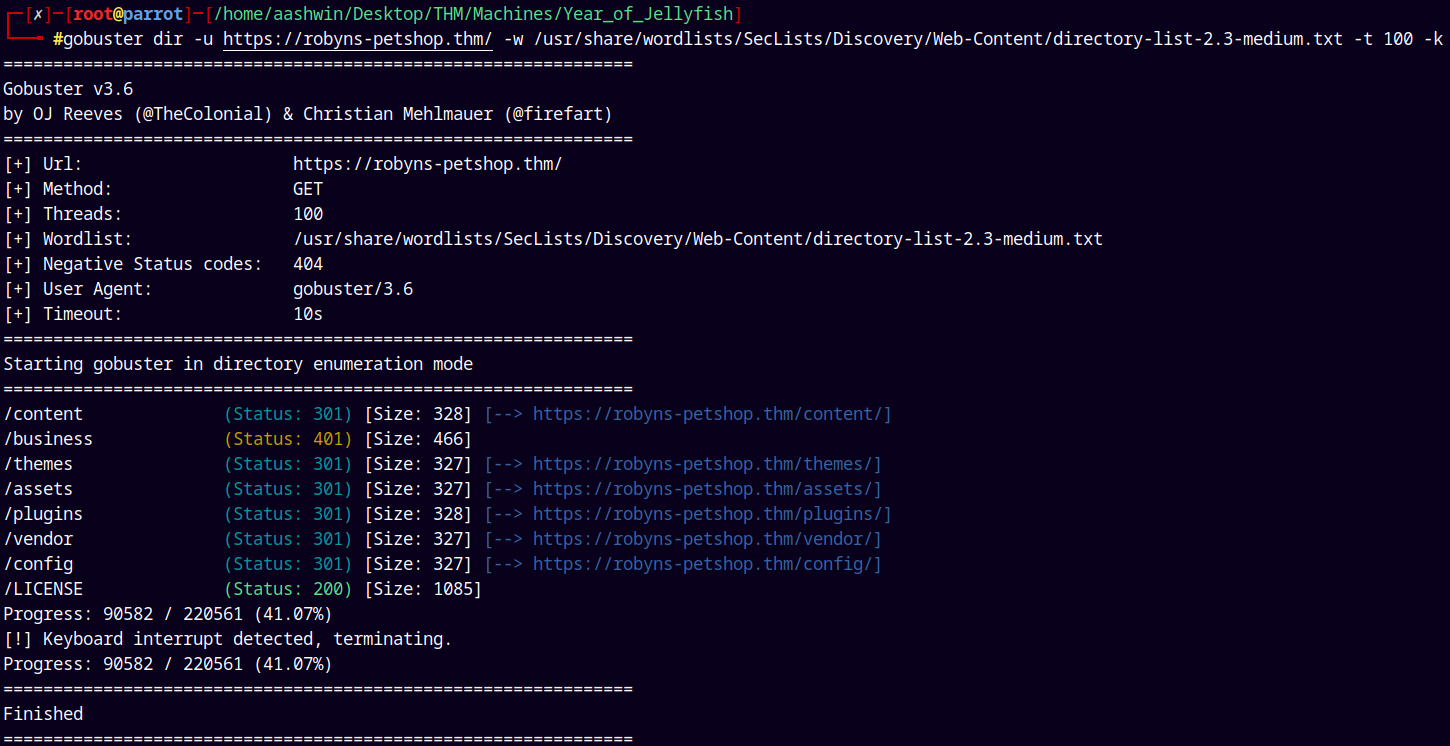 ┌─[✗]─[root@parrot]─[/home/aashwin/Desktop/THM/Machines/Year_of_Jellyfish]
└──╼ #gobuster dir -u https://robyns-petshop.thm/ -w /usr/share/wordlists/SecLists/Discovery/Web-Content/directory-list-2.3-medium.txt -t 100 -k
===============================================================
Gobuster v3.6
by OJ Reeves (@TheColonial) & Christian Mehlmauer (@firefart)
===============================================================
[+] Url:                     https://robyns-petshop.thm/
[+] Method:                  GET
[+] Threads:                 100
[+] Wordlist:                /usr/share/wordlists/SecLists/Discovery/Web-Content/directory-list-2.3-medium.txt
[+] Negative Status codes:   404
[+] User Agent:              gobuster/3.6
[+] Timeout:                 10s
===============================================================
Starting gobuster in directory enumeration mode
===============================================================
/content              (Status: 301) [Size: 328] [--> https://robyns-petshop.thm/content/]
/business             (Status: 401) [Size: 466]
/themes               (Status: 301) [Size: 327] [--> https://robyns-petshop.thm/themes/]
/assets               (Status: 301) [Size: 327] [--> https://robyns-petshop.thm/assets/]
/plugins              (Status: 301) [Size: 328] [--> https://robyns-petshop.thm/plugins/]
/vendor               (Status: 301) [Size: 327] [--> https://robyns-petshop.thm/vendor/]
/config               (Status: 301) [Size: 327] [--> https://robyns-petshop.thm/config/]
/LICENSE              (Status: 200) [Size: 1085]
Progress: 90582 / 220561 (41.07%)
[!] Keyboard interrupt detected, terminating.
Progress: 90582 / 220561 (41.07%)
===============================================================
Finished
===============================================================